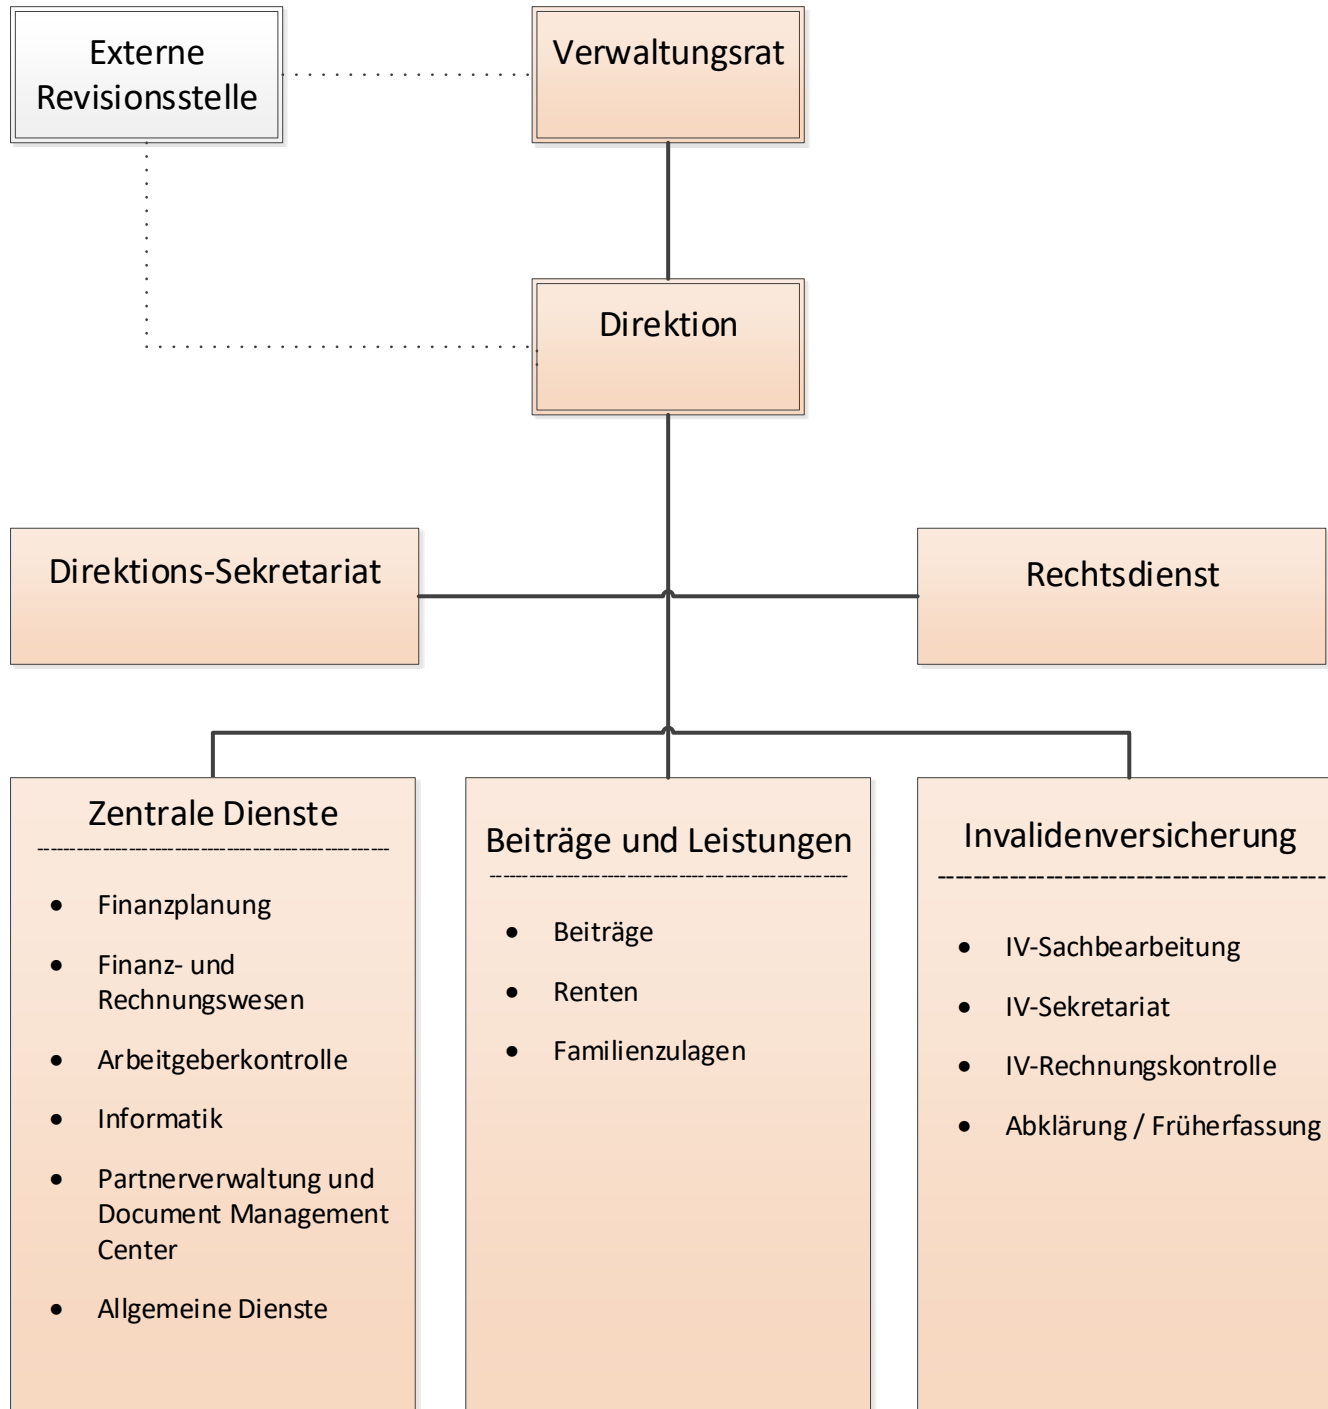 Externe
Revisionsstelle
Verwaltungsrat
Direktion
Direktions-Sekretariat
Rechtsdienst
Zentrale Dienste
• Finanzplanung
• Finanz- und
Rechnungswesen
• Arbeitgeberkontrolle
• Informatik
• Partnerverwaltung und
Document Management
Center
• Allgemeine Dienste
Beiträge und Leistungen
• Beiträge
• Renten
• Familienzulagen
Invalidenversicherung
• IV-Sachbearbeitung
• IV-Sekretariat
• IV-Rechnungskontrolle
• Abklärung / Früherfassung